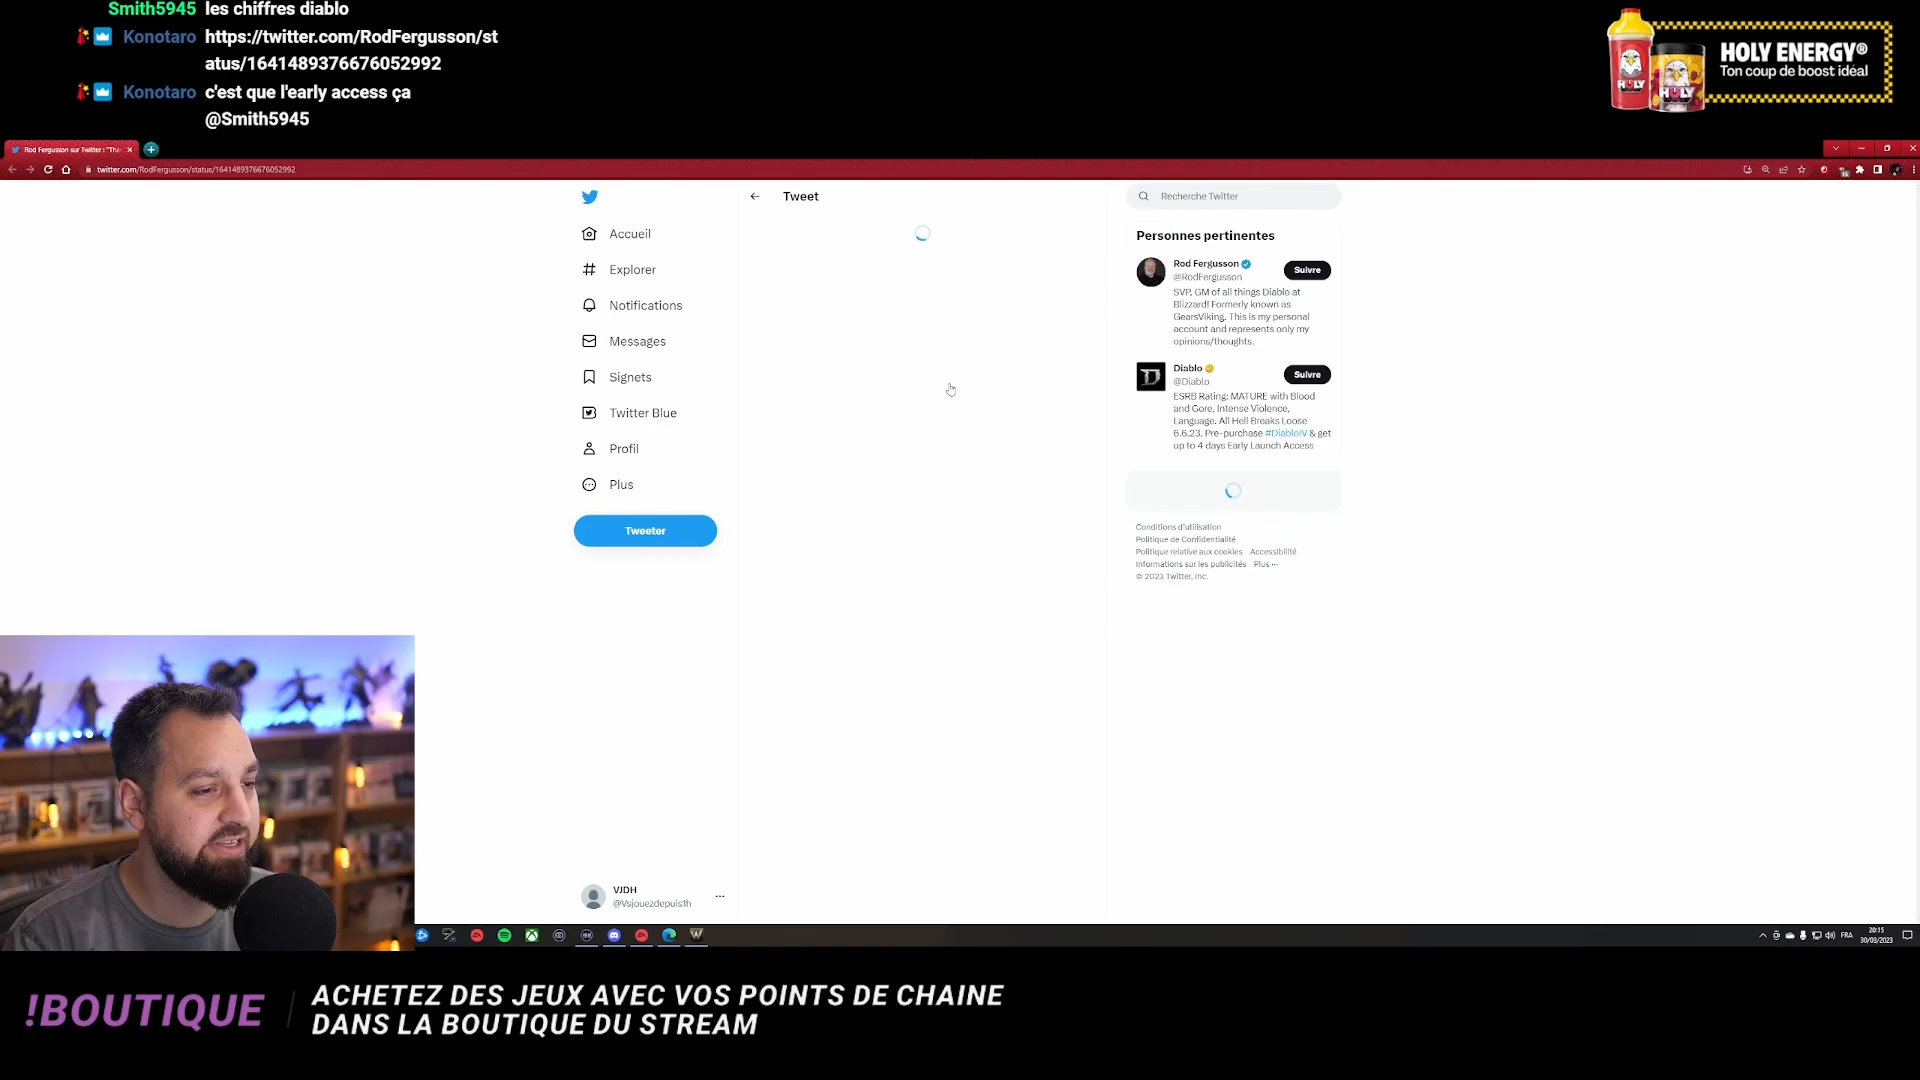 Smith5945 les chiffres diablo
Konotaro https://twitter.com/RodFergusson/st
atus/1641489376676052992
Konotaro c'est que l'early access ça
@Smith5945
HOLY ENERGY®
Ton coup de boost idéal
HOLY
HOLY
Rod Fergusson sur Twitter : "Tha
twitter.com/RodFergusson/status/1641489376676052992
Tweet
Recherche Twitter
Accueil
Explorer
Notifications
Messages
Signets
Twitter Blue
Profil
Plus
Tweeter
Personnes pertinentes
Rod Fergusson
Suivre
@RodFergusson
SVP, GM of all things Diablo at
Blizzard! Formerly known as
GearsViking. This is my personal
account and represents only my
opinions/thoughts.
Diablo
Suivre
@Diablo
ESRB Rating: MATURE with Blood
and Gore, Intense Violence,
Language. All Hell Breaks Loose
6.6.23. Pre-purchase #DiabloIV & get
up to 4 days Early Launch Access
Conditions d'utilisation
Politique de Confidentialité
Politique relative aux cookies Accessibilité
Informations sur les publicités Plus ···
© 2023 Twitter, Inc.
VJDH
@Vsjouezdepuis1h
FRA
20:15
30/03/2023
!BOUTIQUE
ACHETEZ DES JEUX AVEC VOS POINTS DE CHAINE
DANS LA BOUTIQUE DU STREAM